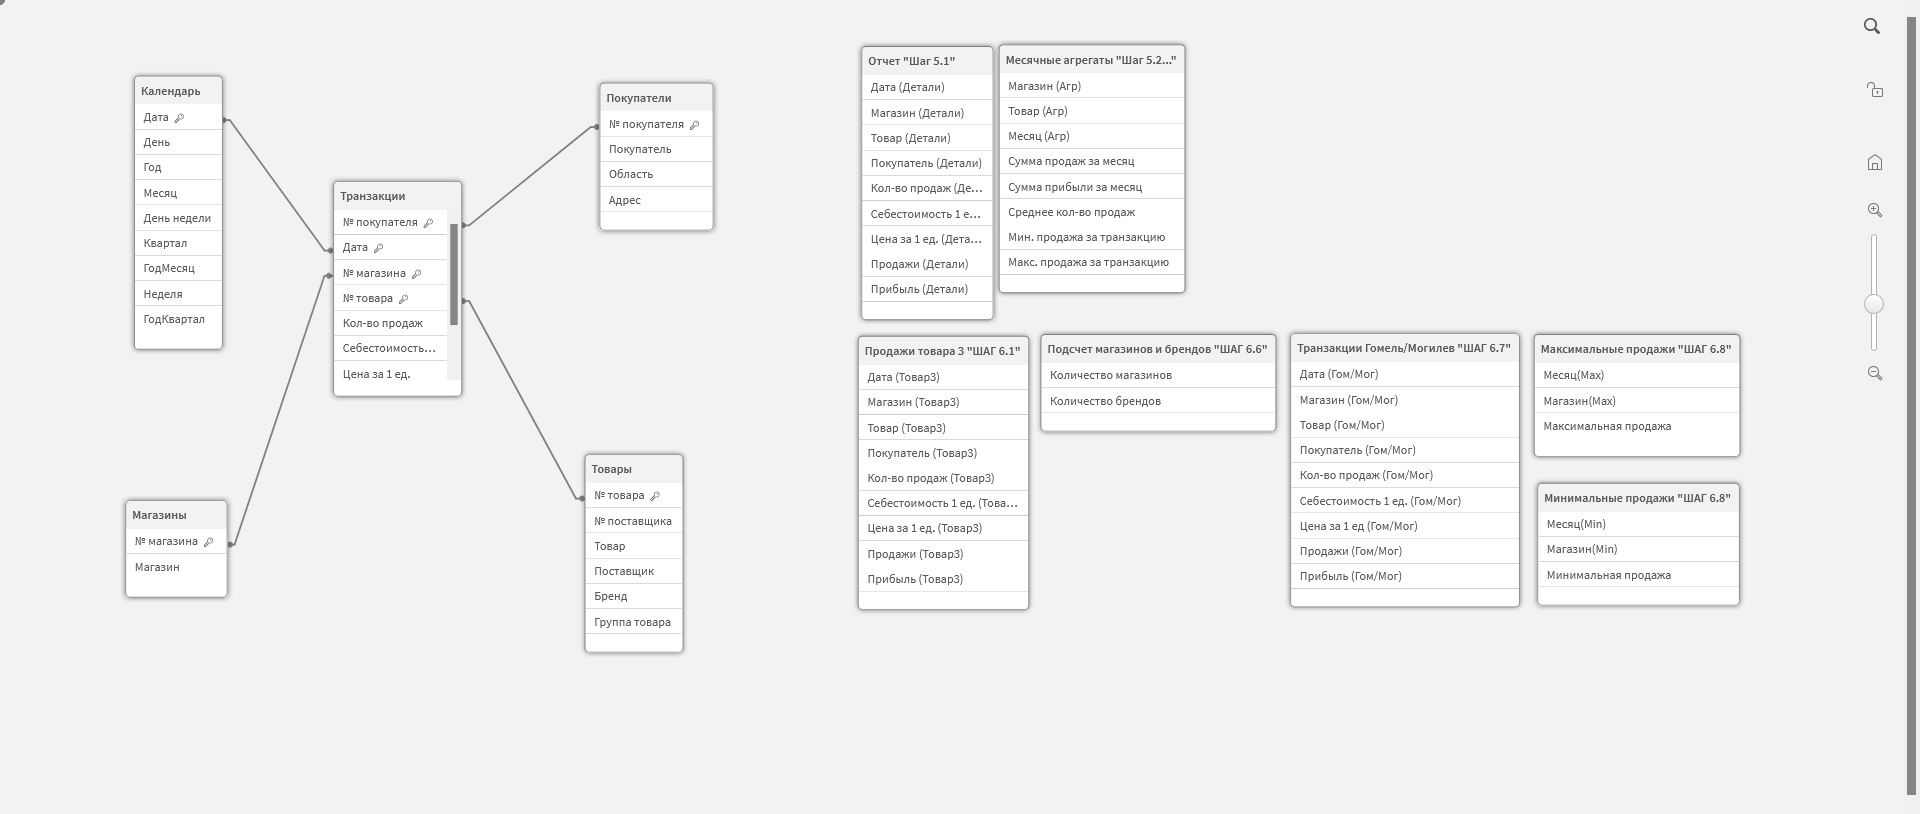 Календарь
Дата
День
Год
Месяц
День недели
Квартал
ГодМесяц
Неделя
ГодКвартал
Транзакции
№ покупателя
Дата
№ магазина
№ товара
Кол-во продаж
Себестоимость...
Цена за 1 ед.
Покупатели
№ покупателя
Покупатель
Область
Адрес
Магазины
№ магазина
Магазин
Товары
№ товара
№ поставщика
Товар
Поставщик
Бренд
Группа товара
Отчет "Шаг 5.1"
Дата (Детали)
Магазин (Детали)
Товар (Детали)
Покупатель (Детали)
Кол-во продаж (Де...
Себестоимость 1 е...
Цена за 1 ед. (Дета...
Продажи (Детали)
Прибыль (Детали)
Месячные агрегаты "Шаг 5.2..."
Магазин (Агр)
Товар (Агр)
Месяц (Агр)
Сумма продаж за месяц
Сумма прибыли за месяц
Среднее кол-во продаж
Мин. продажа за транзакцию
Макс. продажа за транзакцию
Продажи товара 3 "ШАГ 6.1"
Дата (Товар3)
Магазин (Товар3)
Товар (Товар3)
Покупатель (Товар3)
Кол-во продаж (Товар3)
Себестоимость 1 ед. (Това...
Цена за 1 ед. (Товар3)
Продажи (Товар3)
Прибыль (Товар3)
Подсчет магазинов и брендов "ШАГ 6.6"
Количество магазинов
Количество брендов
Транзакции Гомель/Могилев "ШАГ 6.7"
Дата (Гом/Мог)
Магазин (Гом/Мог)
Товар (Гом/Мог)
Покупатель (Гом/Мог)
Кол-во продаж (Гом/Мог)
Себестоимость 1 ед. (Гом/Мог)
Цена за 1 ед (Гом/Мог)
Продажи (Гом/Мог)
Прибыль (Гом/Мог)
Максимальные продажи "ШАГ 6.8"
Месяц(Max)
Магазин(Max)
Максимальная продажа
Минимальные продажи "ШАГ 6.8"
Месяц(Min)
Магазин(Min)
Минимальная продажа